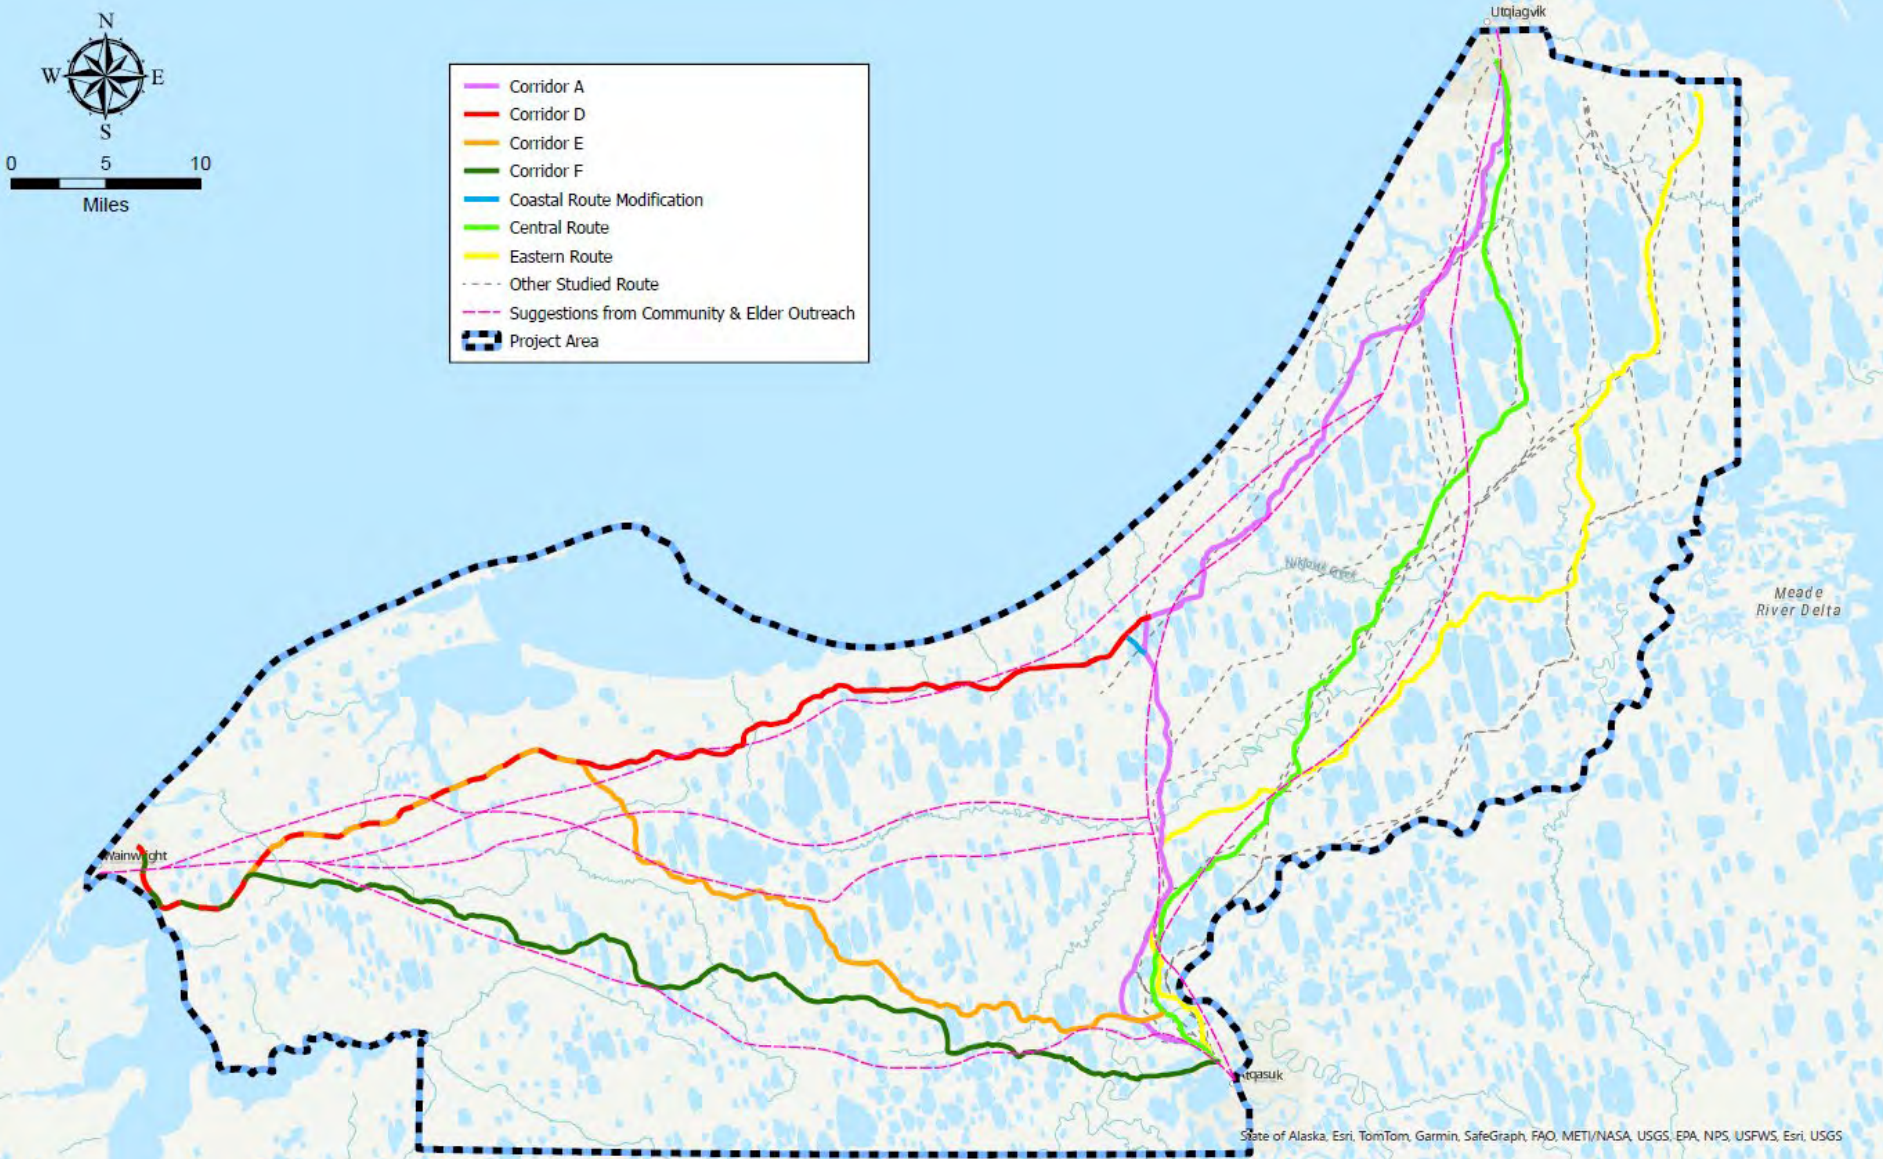 Utqiagvik
N
W E
S
0 5 10
Miles
Corridor A
Corridor D
Corridor E
Corridor F
Coastal Route Modification
Central Route
Eastern Route
Other Studied Route
Suggestions from Community & Elder Outreach
Project Area
Creek
Meade
River Delta
Wainwright
Atqasuk
State of Alaska, Esri, TomTom, Garmin, SafeGraph, FAO, METI/NASA, USGS, EPA, NPS, USFWS, Esri, USGS